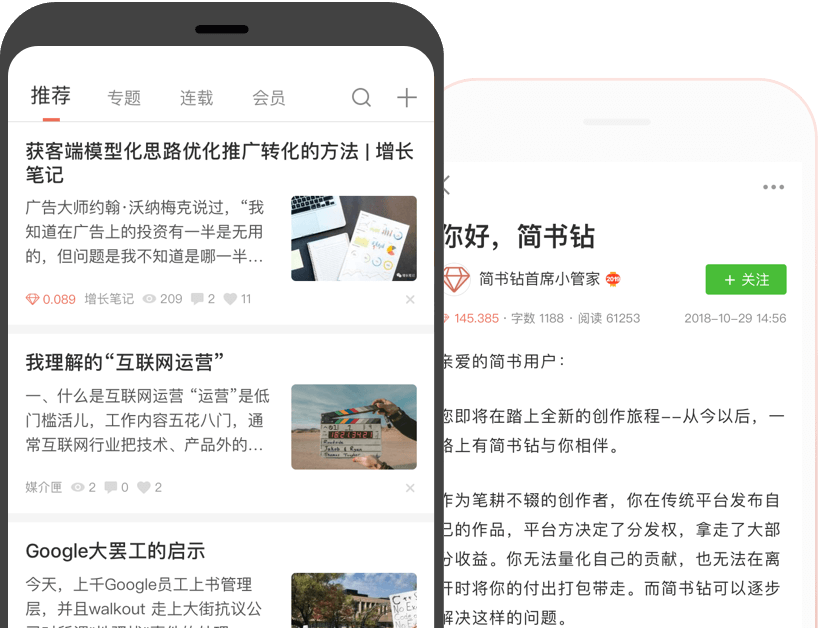 推荐 专题 连载 会员
获客端模型化思路优化推广转化的方法 | 增长
笔记
广告大师约翰·沃纳梅克说过，“我
知道在广告上的投资有一半是无用
的，但问题是我不知道是哪一半…
0.089 增长笔记 209 2 11
我理解的“互联网运营”
一、什么是互联网运营 “运营”是低
门槛活儿，工作内容五花八门，通
常互联网行业把技术、产品外的…
媒介匣 2 0 2
Google大罢工的启示
今天，上千Google员工上书管理
层，并且walkout 走上大街抗议公
你好，简书钻
简书钻首席小管家
+ 关注
145.385 · 字数 1188 · 阅读 61253 2018-10-29 14:56
亲爱的简书用户：
您即将在踏上全新的创作旅程--从今以后，一
路上有简书钻与你相伴。
作为笔耕不辍的创作者，你在传统平台发布自
己的作品，平台方决定了分发权，拿走了大部
分收益。你无法量化自己的贡献，也无法在离
开时将你的付出打包带走。而简书钻可以逐步
解决这样的问题。